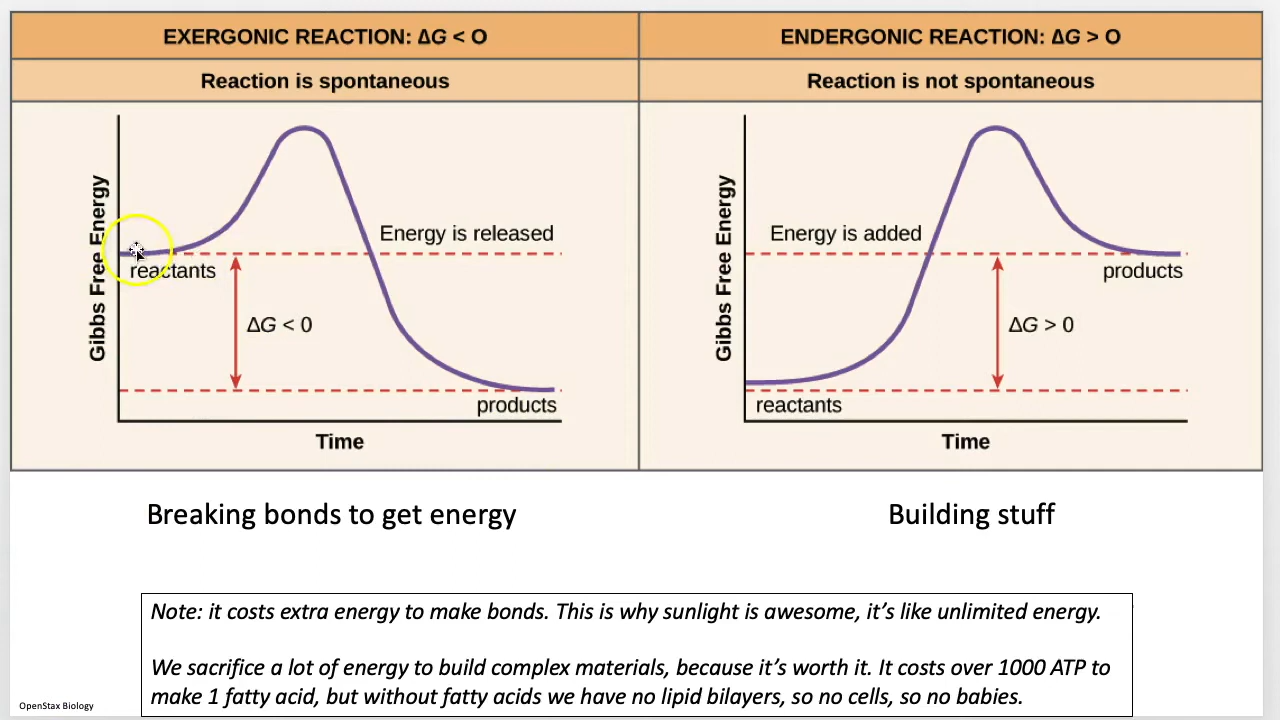 EXERGONIC REACTION: ∆G < O
Reaction is spontaneous
Gibbs Free Energy
reactants
Energy is released
∆G < 0
products
Time
ENDERGONIC REACTION: ∆G > O
Reaction is not spontaneous
Gibbs Free Energy
Energy is added
products
∆G > 0
reactants
Time
Breaking bonds to get energy
Building stuff
Note: it costs extra energy to make bonds. This is why sunlight is awesome, it’s like unlimited energy.
We sacrifice a lot of energy to build complex materials, because it’s worth it. It costs over 1000 ATP to
make 1 fatty acid, but without fatty acids we have no lipid bilayers, so no cells, so no babies.
OpenStax Biology